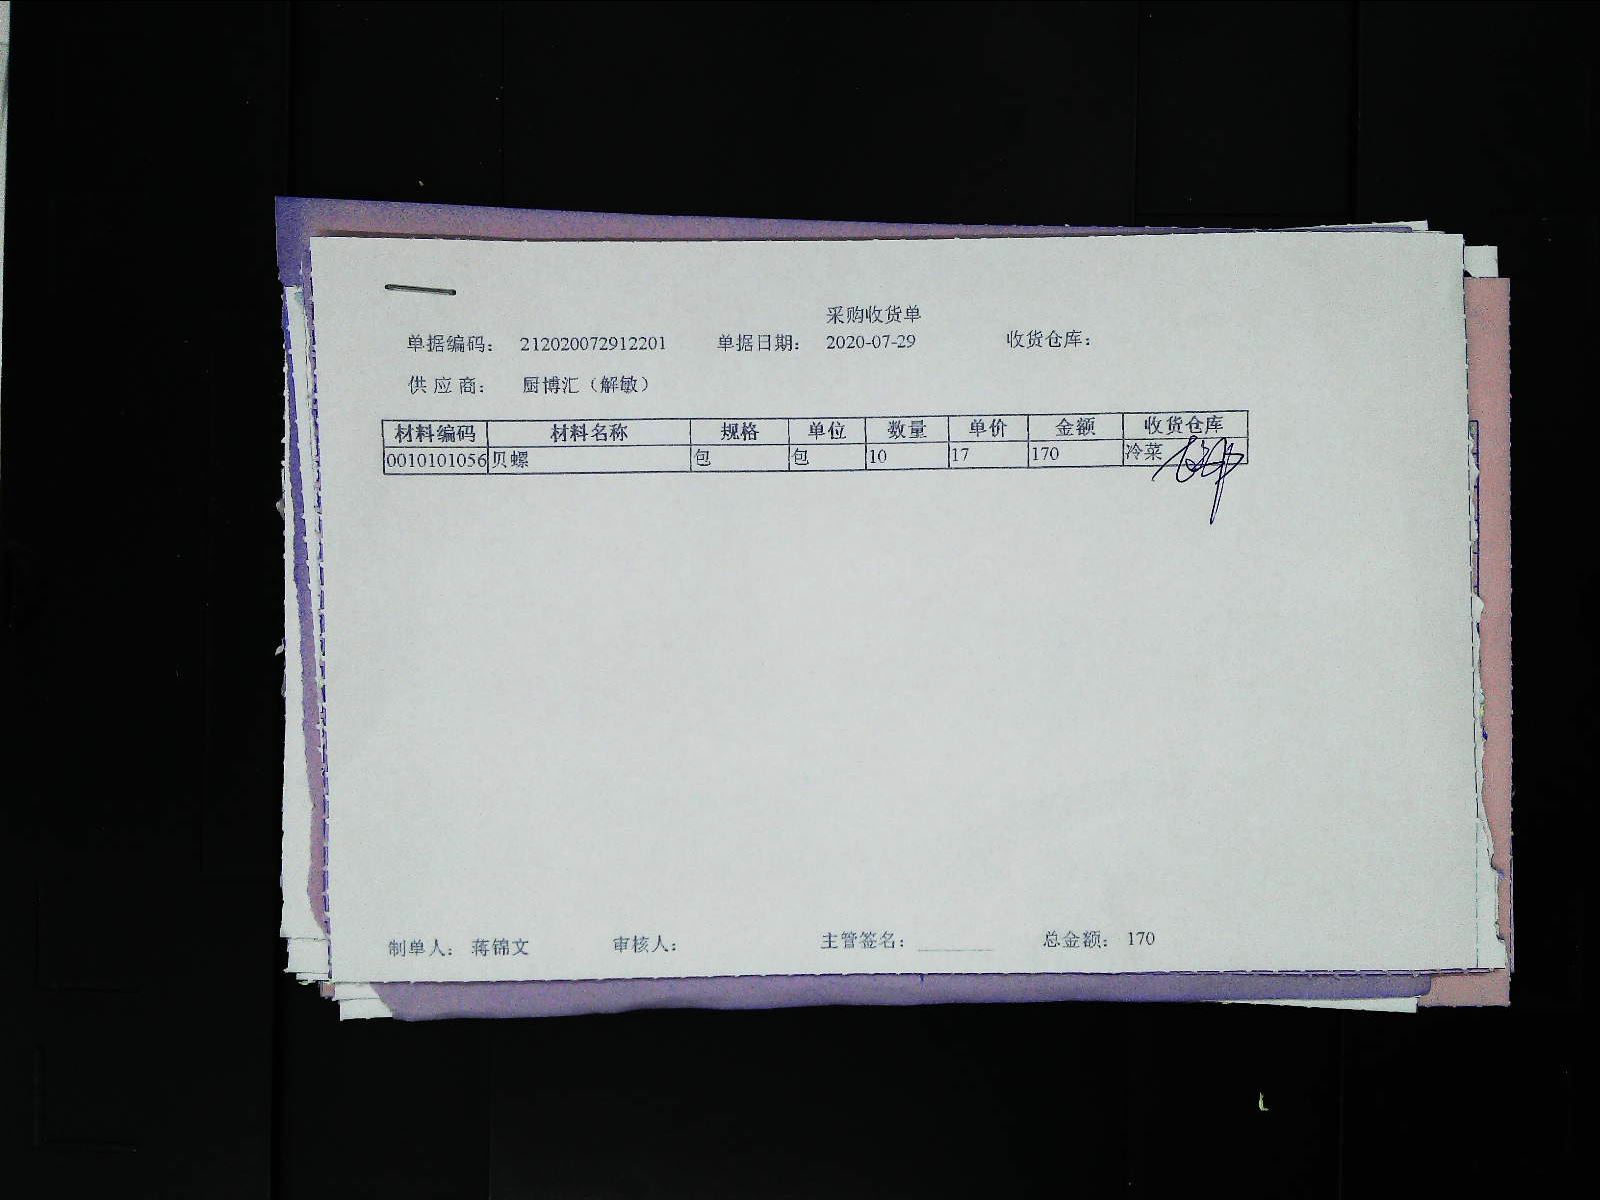 采购收货单
单据编码： 212020072912201 单据日期： 2020-07-29 收货仓库：
供 应 商： 厨博汇（解敏）
材料编码 材料名称 规格 单位 数量 单价 金额 收货仓库
0010101056 贝螺 包 包 10 17 170 冷菜
制单人： 蒋锦文 审核人： 主管签名： 总金额： 170